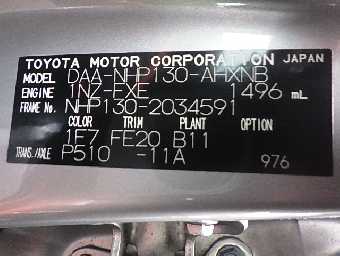 TOYOTA MOTOR CORPORATION JAPAN
MODEL DAA-NHP130-AHXNB
ENGINE 1NZ-FXE 1496 mL
FRAME No. NHP130-2034591
COLOR TRIM PLANT
1F7 FE20 B11
TRANS./AXLE P510 -11A 976